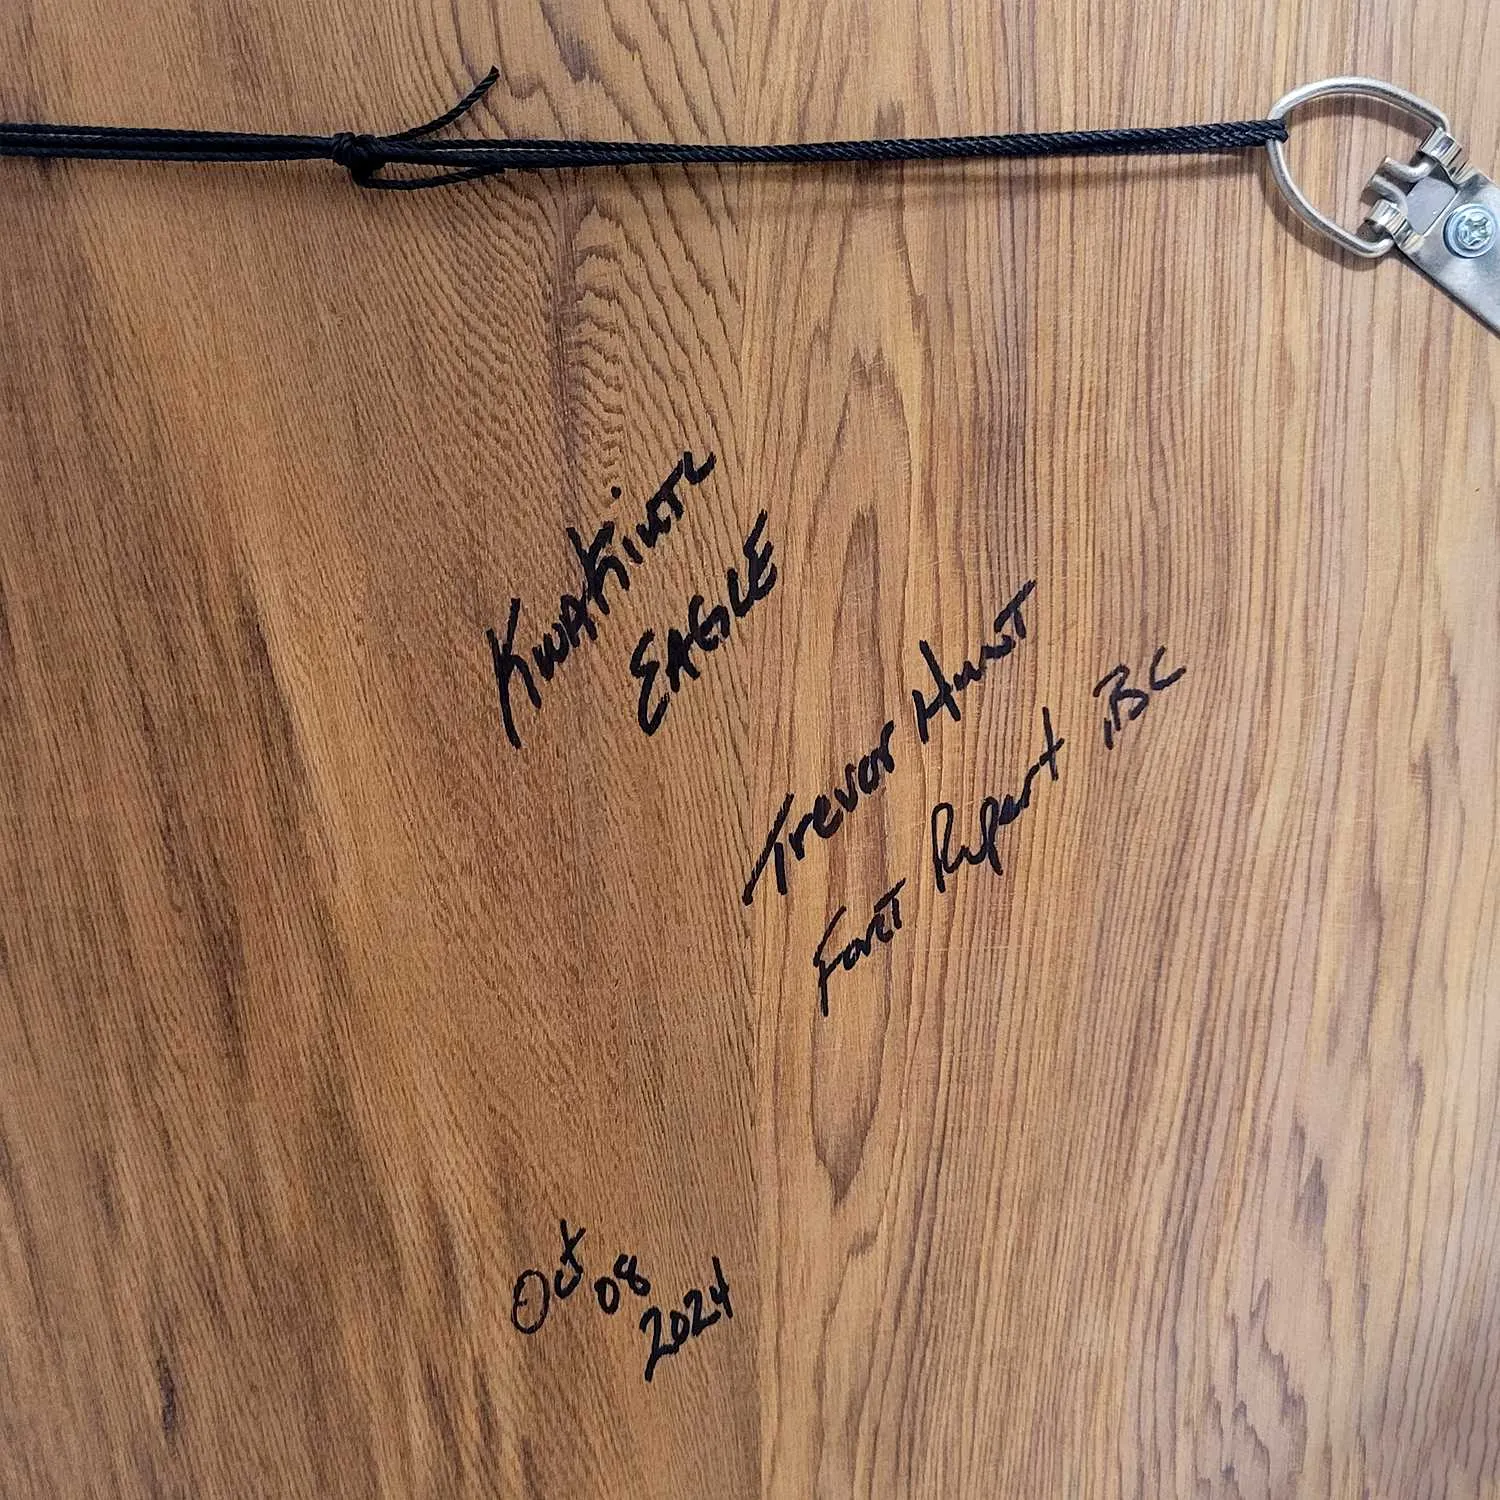 KwaKiutl
EAGLE
Trevor Hunt
Fort Rupert, BC
Oct 08
2024